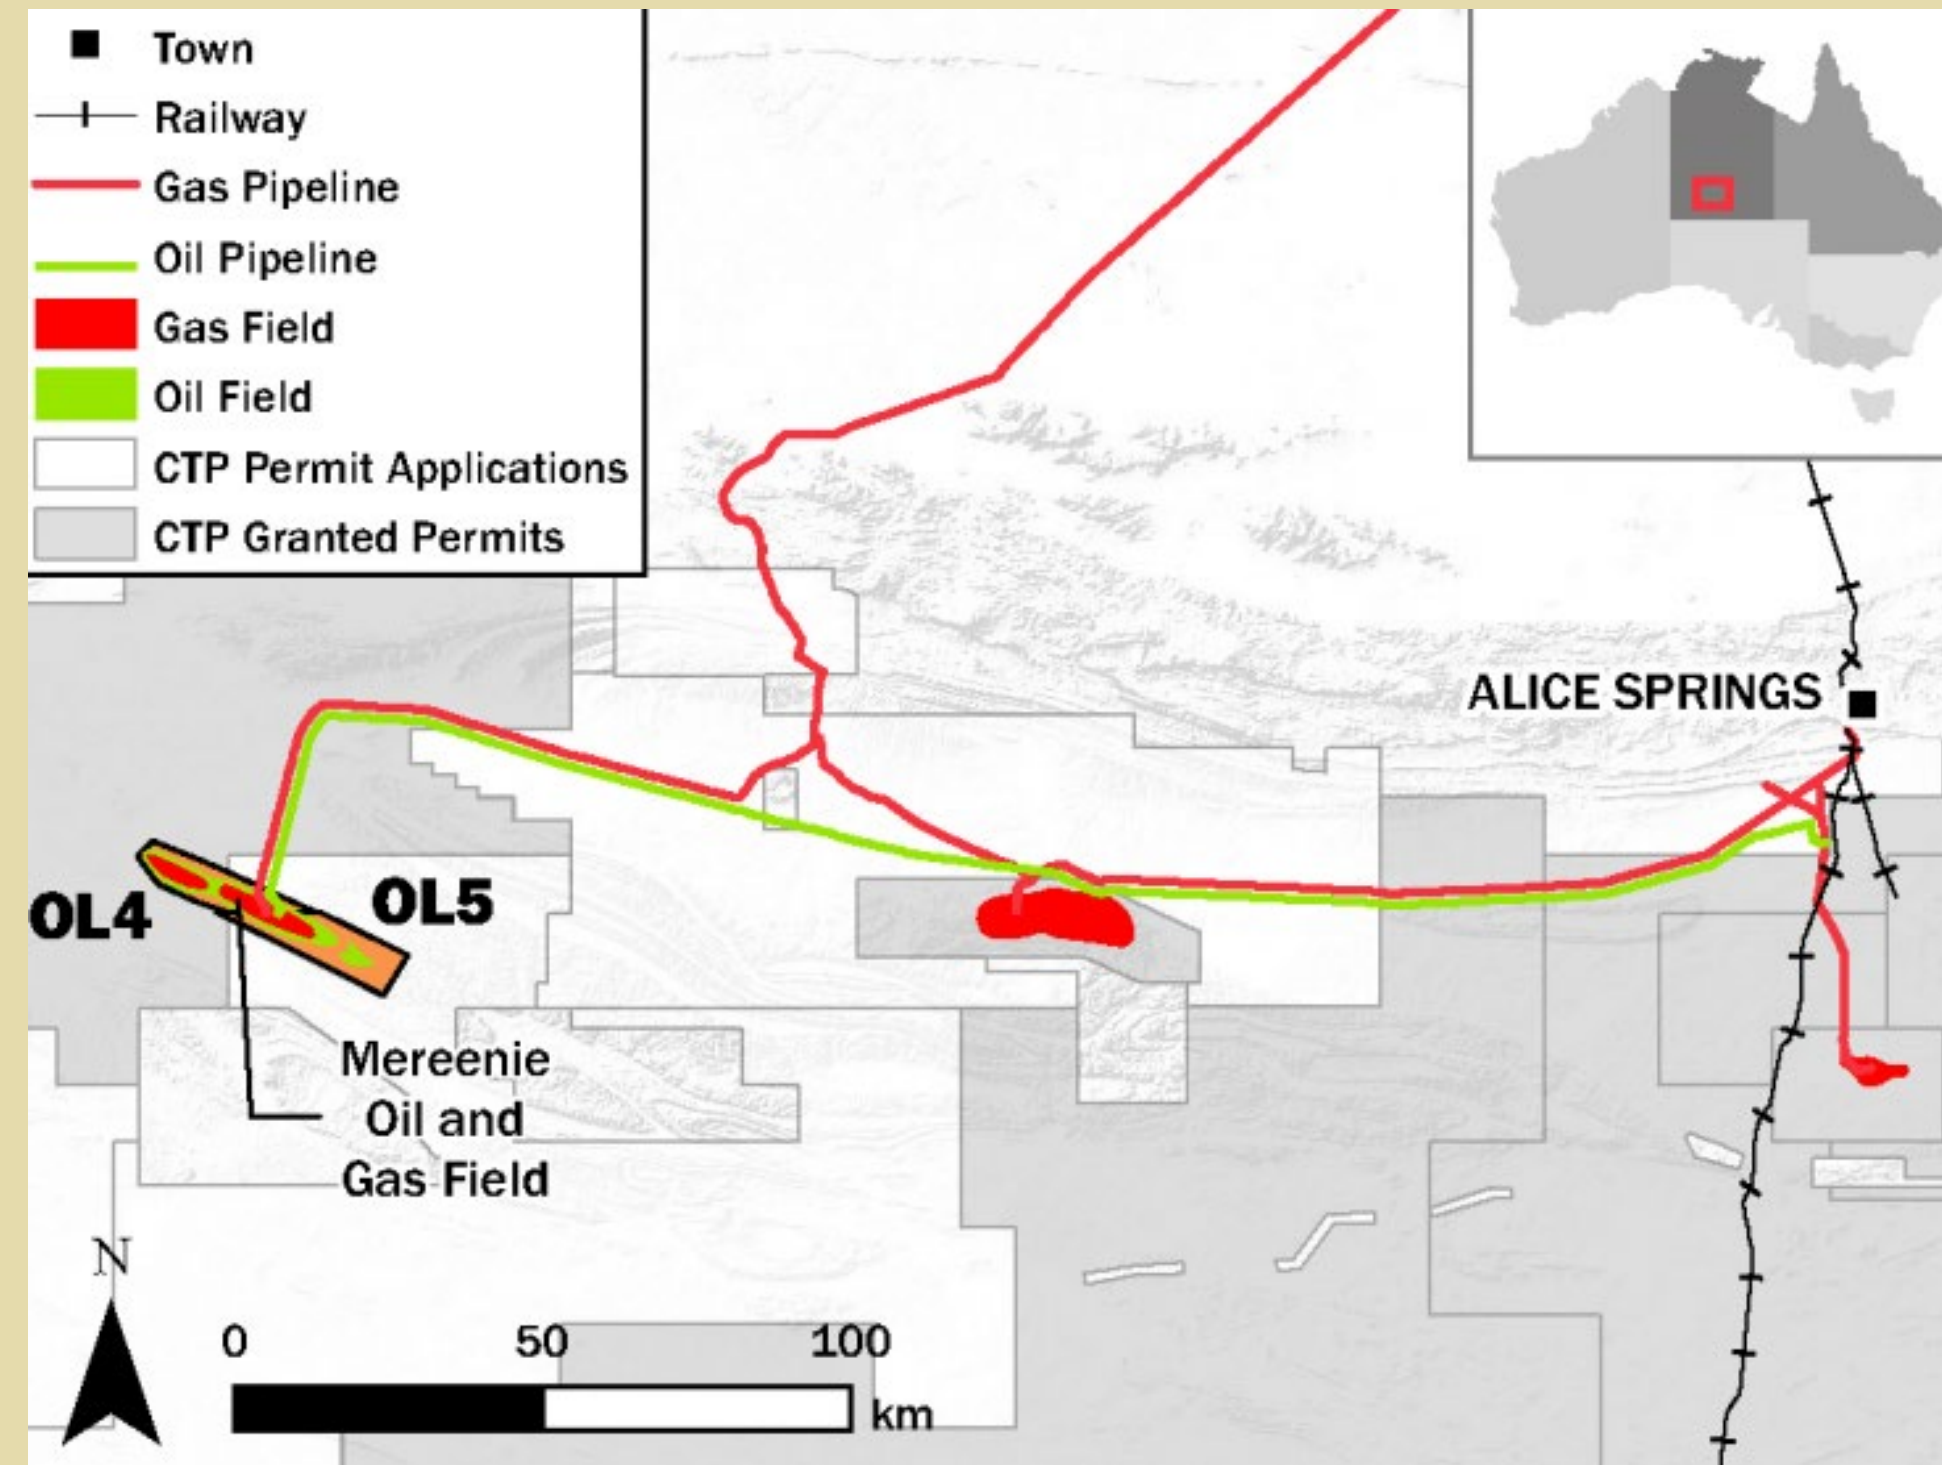 Town
Railway
Gas Pipeline
Oil Pipeline
Gas Field
Oil Field
CTP Permit Applications
CTP Granted Permits
ALICE SPRINGS
OL4
OL5
Mereenie
Oil and
Gas Field
N
0 50 100
km